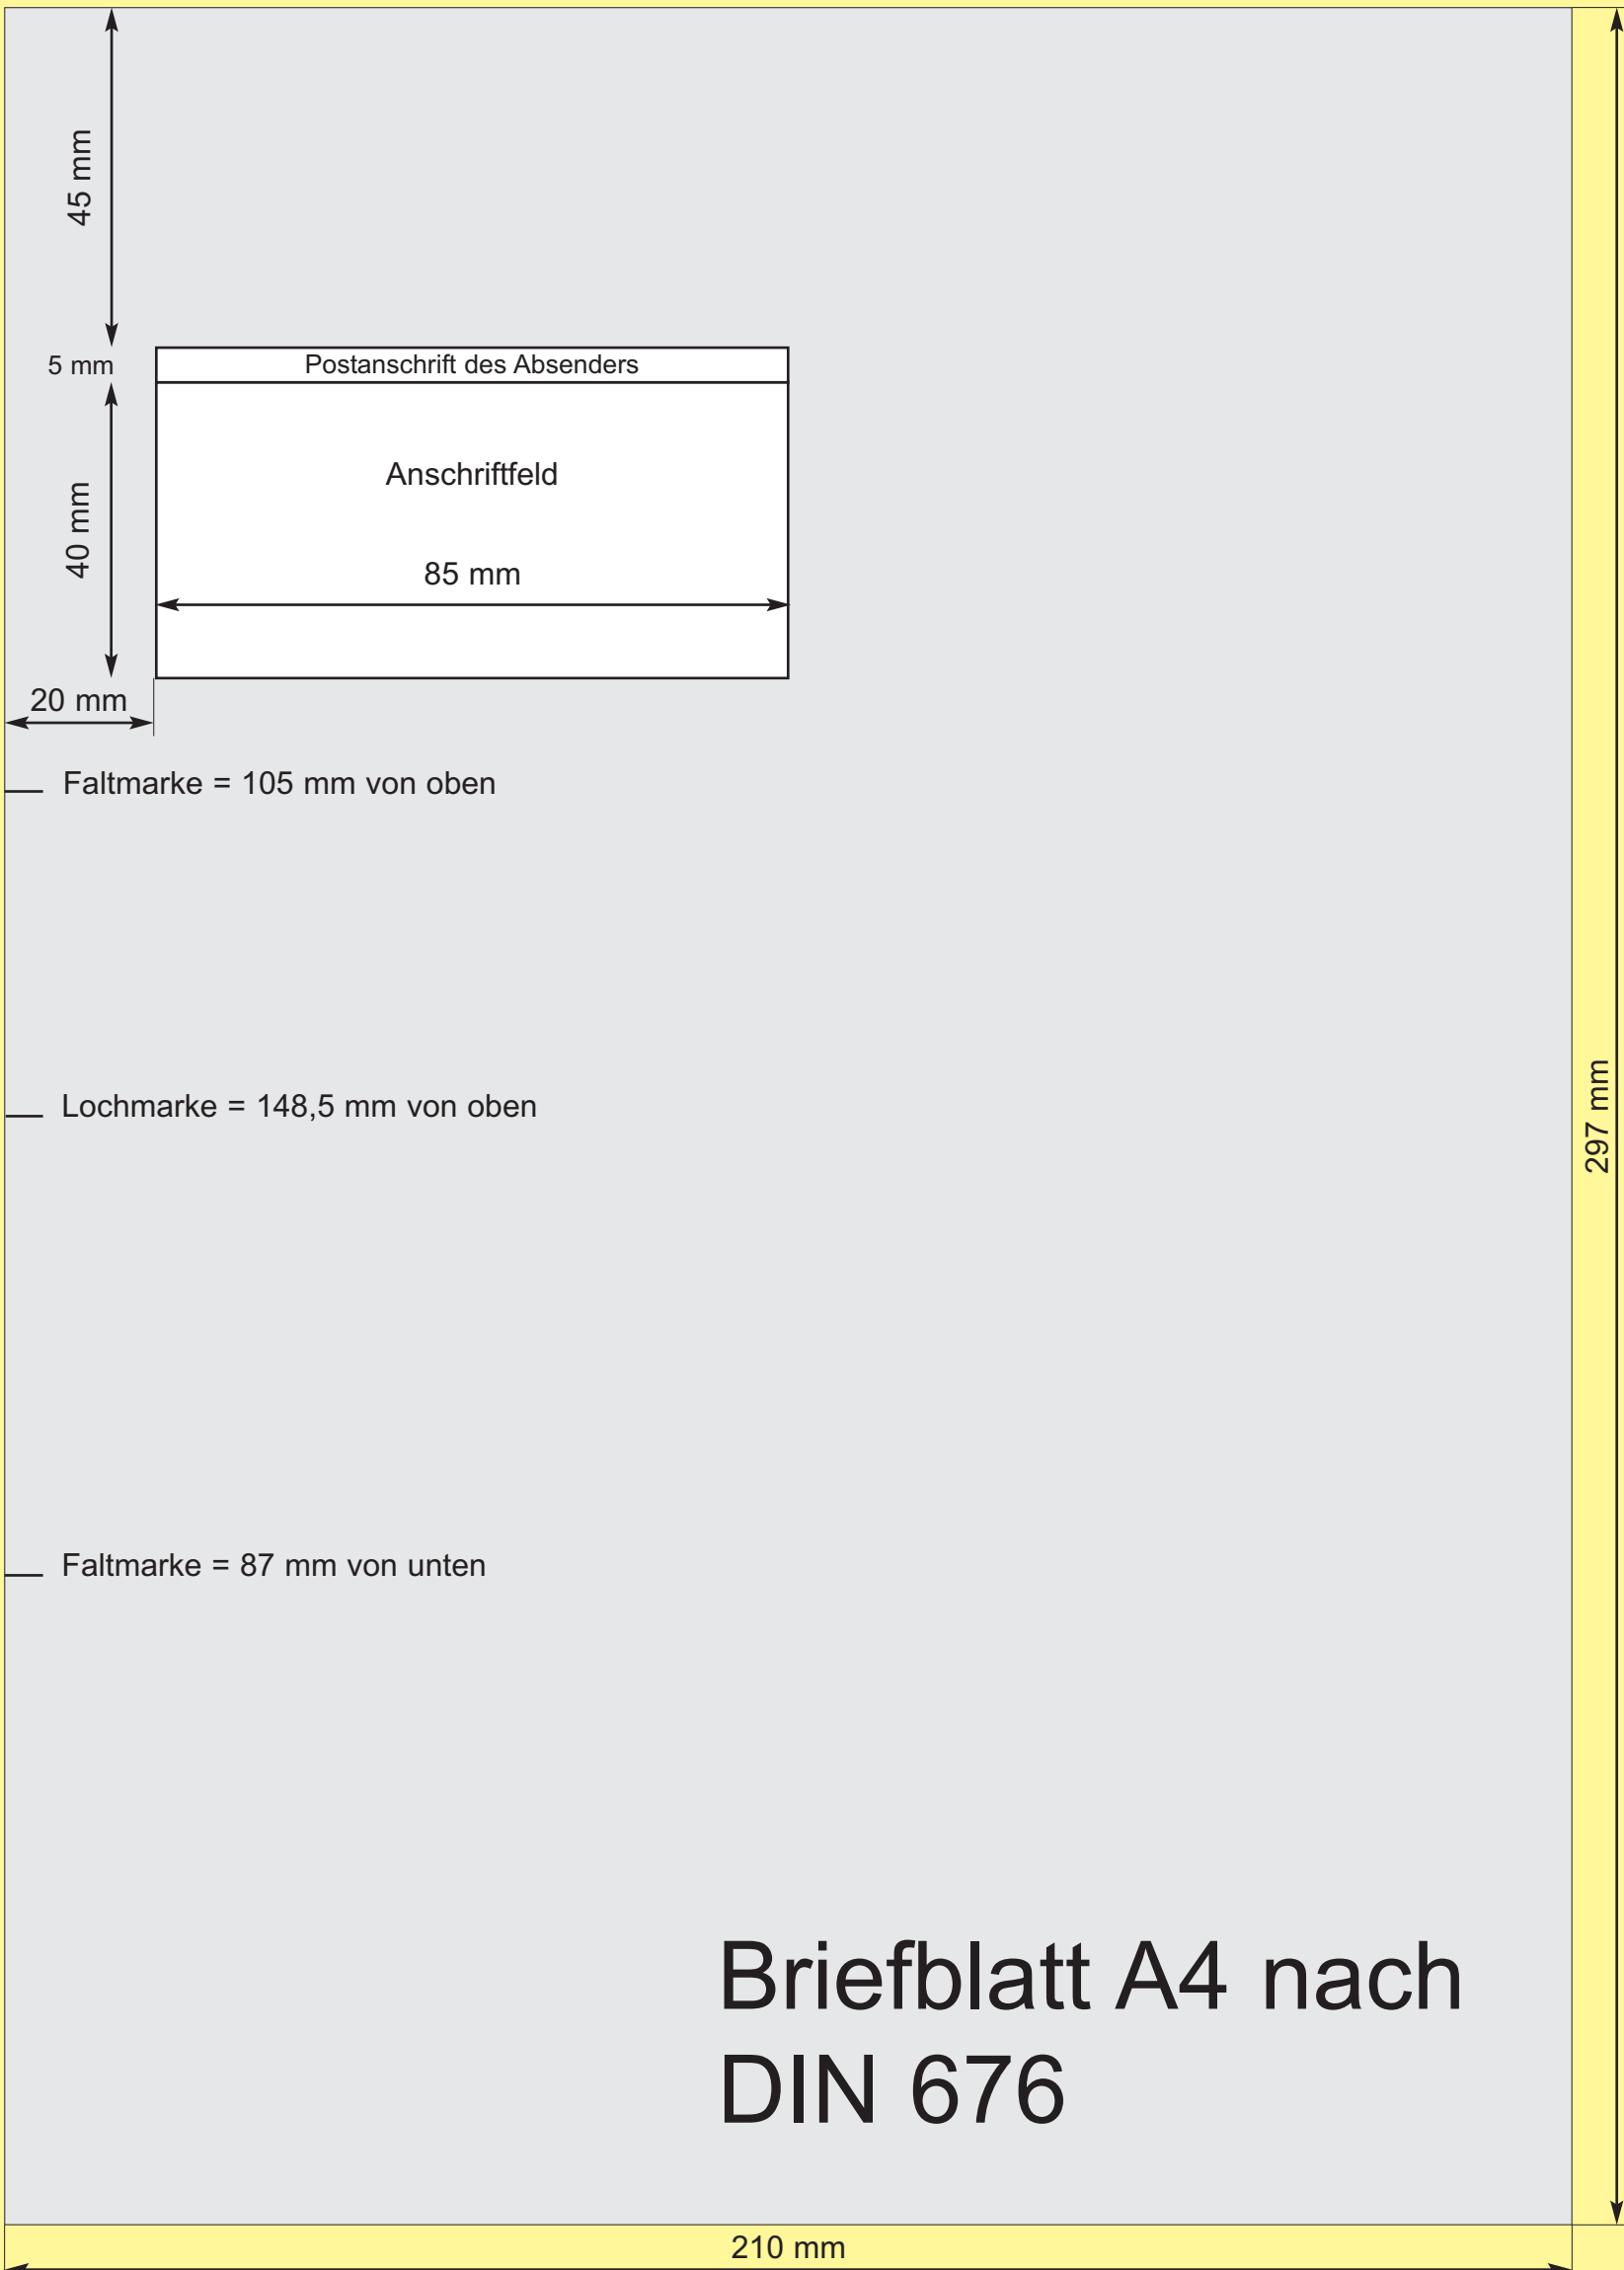 45 mm
5 mm
Postanschrift des Absenders
Anschriftfeld
40 mm
85 mm
20 mm
Faltmarke = 105 mm von oben
Lochmarke = 148,5 mm von oben
297 mm
Faltmarke = 87 mm von unten
Briefblatt A4 nach
DIN 676
210 mm